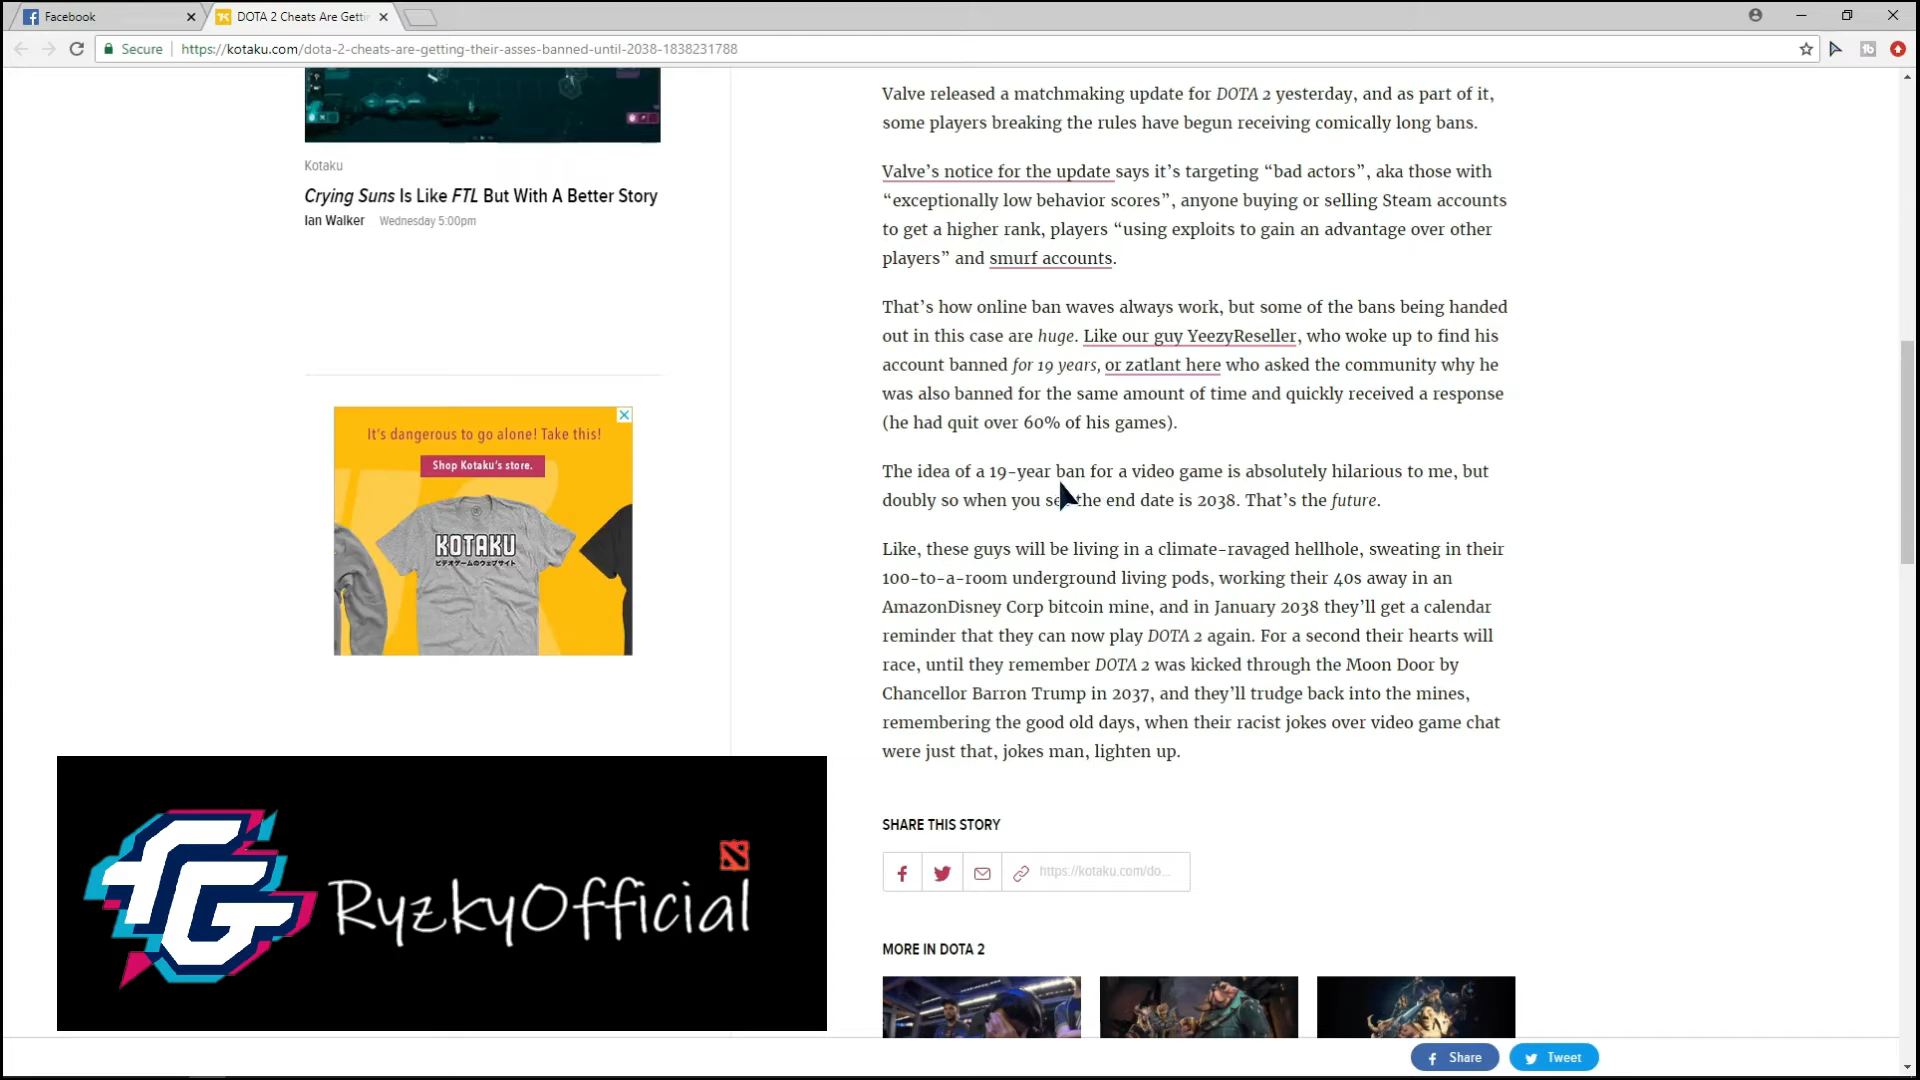 Facebook
DOTA 2 Cheats Are Getti
Secure
https://kotaku.com/dota-2-cheats-are-getting-their-asses-banned-until-2038-1838231788
Kotaku
Crying Suns Is Like FTL But With A Better Story
Ian Walker Wednesday 5:00pm
It's dangerous to go alone! Take this!
Shop Kotaku's store.
KOTAKU
ビデオゲームのウェブサイト
Valve released a matchmaking update for DOTA 2 yesterday, and as part of it,
some players breaking the rules have begun receiving comically long bans.
Valve’s notice for the update says it’s targeting “bad actors”, aka those with
“exceptionally low behavior scores”, anyone buying or selling Steam accounts
to get a higher rank, players “using exploits to gain an advantage over other
players” and smurf accounts.
That’s how online ban waves always work, but some of the bans being handed
out in this case are huge. Like our guy YeezyReseller, who woke up to find his
account banned for 19 years, or zatlant here who asked the community why he
was also banned for the same amount of time and quickly received a response
(he had quit over 60% of his games).
The idea of a 19-year ban for a video game is absolutely hilarious to me, but
doubly so when you see the end date is 2038. That’s the future.
Like, these guys will be living in a climate-ravaged hellhole, sweating in their
100-to-a-room underground living pods, working their 40s away in an
AmazonDisney Corp bitcoin mine, and in January 2038 they’ll get a calendar
reminder that they can now play DOTA 2 again. For a second their hearts will
race, until they remember DOTA 2 was kicked through the Moon Door by
Chancellor Barron Trump in 2037, and they’ll trudge back into the mines,
remembering the good old days, when their racist jokes over video game chat
were just that, jokes man, lighten up.
SHARE THIS STORY
https://kotaku.com/do...
MORE IN DOTA 2
TG RyzkyOfficial
Share
Tweet